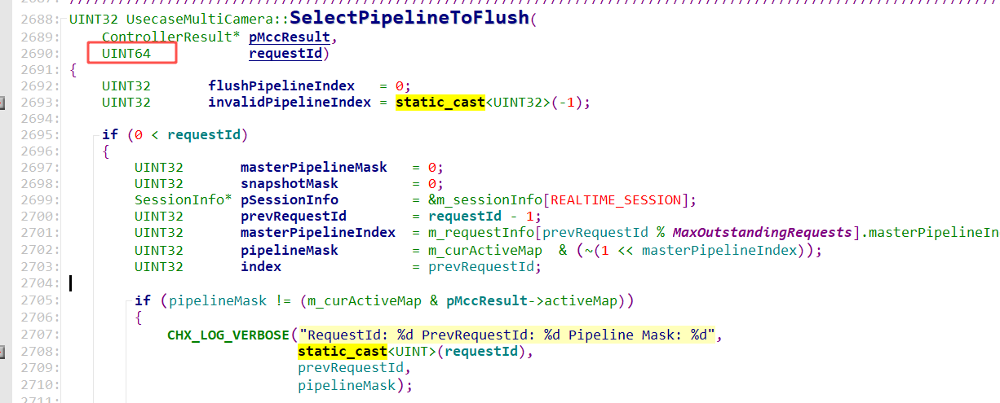 2688: UINT32 UsecaseMultiCamera::SelectPipelineToFlush(
2689: ControllerResult* pMccResult,
2690: UINT64 requestId)
2691: {
2692: UINT32 flushPipelineIndex = 0;
2693: UINT32 invalidPipelineIndex = static_cast<UINT32>(-1);
2694:
2695: if (0 < requestId)
2696: {
2697: UINT32 masterPipelineMask = 0;
2698: UINT32 snapshotMask = 0;
2699: SessionInfo* pSessionInfo = &m_sessionInfo[REALTIME_SESSION];
2700: UINT32 prevRequestId = requestId - 1;
2701: UINT32 masterPipelineIndex = m_requestInfo[prevRequestId % MaxOutstandingRequests].masterPipelineIn
2702: UINT32 pipelineMask = m_curActiveMap & (~(1 << masterPipelineIndex));
2703: UINT32 index = prevRequestId;
2704:
2705: if (pipelineMask != (m_curActiveMap & pMccResult->activeMap))
2706: {
2707: CHX_LOG_VERBOSE("RequestId: %d PrevRequestId: %d Pipeline Mask: %d",
2708: static_cast<UINT>(requestId),
2709: prevRequestId,
2710: pipelineMask);